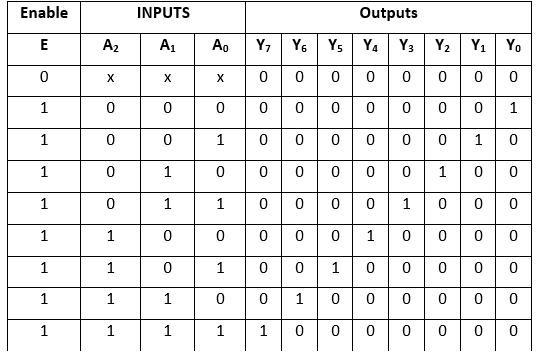 Enable INPUTS Outputs
E A₂ A₁ A₀ Y₇ Y₆ Y₅ Y₄ Y₃ Y₂ Y₁ Y₀
0 x x x 0 0 0 0 0 0 0 0
1 0 0 0 0 0 0 0 0 0 0 1
1 0 0 1 0 0 0 0 0 0 1 0
1 0 1 0 0 0 0 0 0 1 0 0
1 0 1 1 0 0 0 0 1 0 0 0
1 1 0 0 0 0 0 1 0 0 0 0
1 1 0 1 0 0 1 0 0 0 0 0
1 1 1 0 0 1 0 0 0 0 0 0
1 1 1 1 1 0 0 0 0 0 0 0